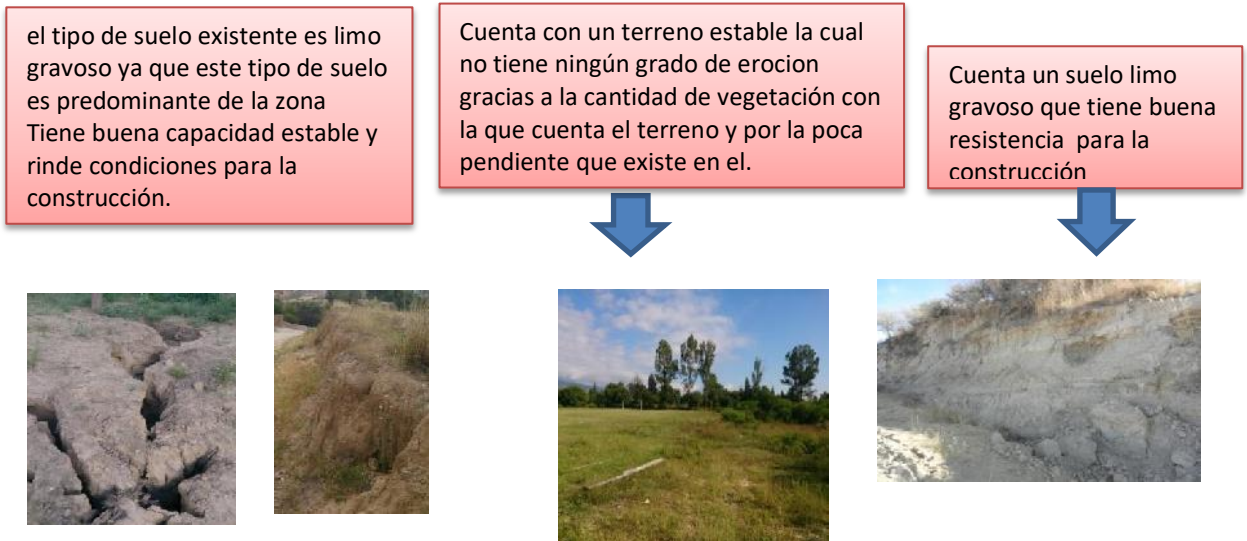 el tipo de suelo existente es limo
gravoso ya que este tipo de suelo
es predominante de la zona
Tiene buena capacidad estable y
rinde condiciones para la
construcción.
Cuenta con un terreno estable la cual
no tiene ningún grado de erocion
gracias a la cantidad de vegetación con
la que cuenta el terreno y por la poca
pendiente que existe en el.
Cuenta un suelo limo
gravoso que tiene buena
resistencia para la
construcción